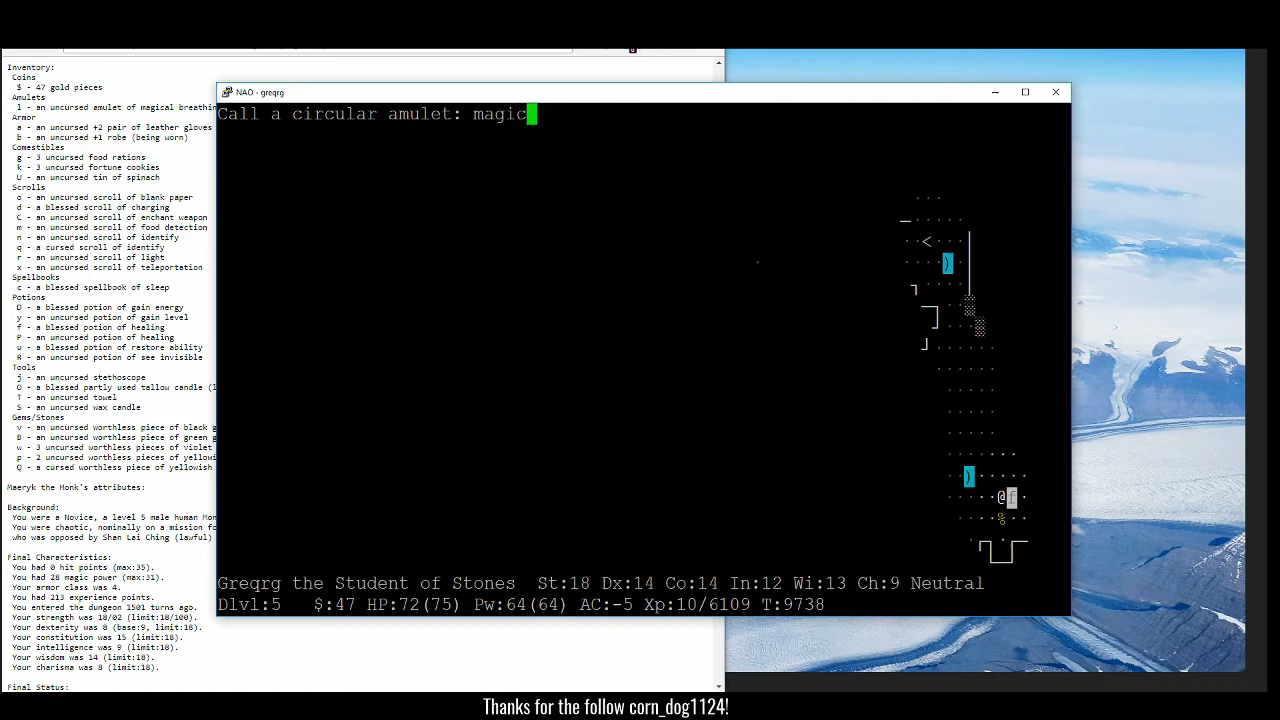 Inventory:
Coins
$ - 47 gold pieces
Amulets
l - an uncursed amulet of magical breathin
Armor
a - an uncursed +2 pair of leather gloves
b - an uncursed +1 robe (being worn)
Comestibles
g - 3 uncursed food rations
k - 3 uncursed fortune cookies
U - an uncursed tin of spinach
Scrolls
o - an uncursed scroll of blank paper
d - a blessed scroll of charging
C - an uncursed scroll of enchant weapon
m - an uncursed scroll of food detection
n - an uncursed scroll of identify
q - a cursed scroll of identify
r - an uncursed scroll of light
x - an uncursed scroll of teleportation
Spellbooks
c - a blessed spellbook of sleep
Potions
D - a blessed potion of gain energy
y - an uncursed potion of gain level
f - a blessed potion of healing
P - an uncursed potion of healing
u - a blessed potion of restore ability
R - an uncursed potion of see invisible
Tools
j - an uncursed stethoscope
O - a blessed partly used tallow candle (l
T - an uncursed towel
S - an uncursed wax candle
Gems/Stones
v - an uncursed worthless piece of black g
B - an uncursed worthless piece of green g
w - 3 uncursed worthless pieces of violet
p - 2 uncursed worthless pieces of yellowi
Q - a cursed worthless piece of yellowish
Maeryk the Monk's attributes:
Background:
You were a Novice, a level 5 male human Mon
You were chaotic, nominally on a mission fo
who was opposed by Shan Lai Ching (lawful)
Final Characteristics:
You had 0 hit points (max:35).
You had 28 magic power (max:31).
Your armor class was 4.
You had 213 experience points.
You entered the dungeon 1501 turns ago.
Your strength was 18/02 (limit:18/100).
Your dexterity was 8 (base:9, limit:18).
Your constitution was 15 (limit:18).
Your intelligence was 9 (limit:18).
Your wisdom was 14 (limit:18).
Your charisma was 8 (limit:18).
Final Status:
NAO - greqrg
Call a circular amulet: magic
<
)
)
@f
%
Greqrg the Student of Stones St:18 Dx:14 Co:14 In:12 Wi:13 Ch:9 Neutral
Dlvl:5 $:47 HP:72(75) Pw:64(64) AC:-5 Xp:10/6109 T:9738
Thanks for the follow corn_dog1124!